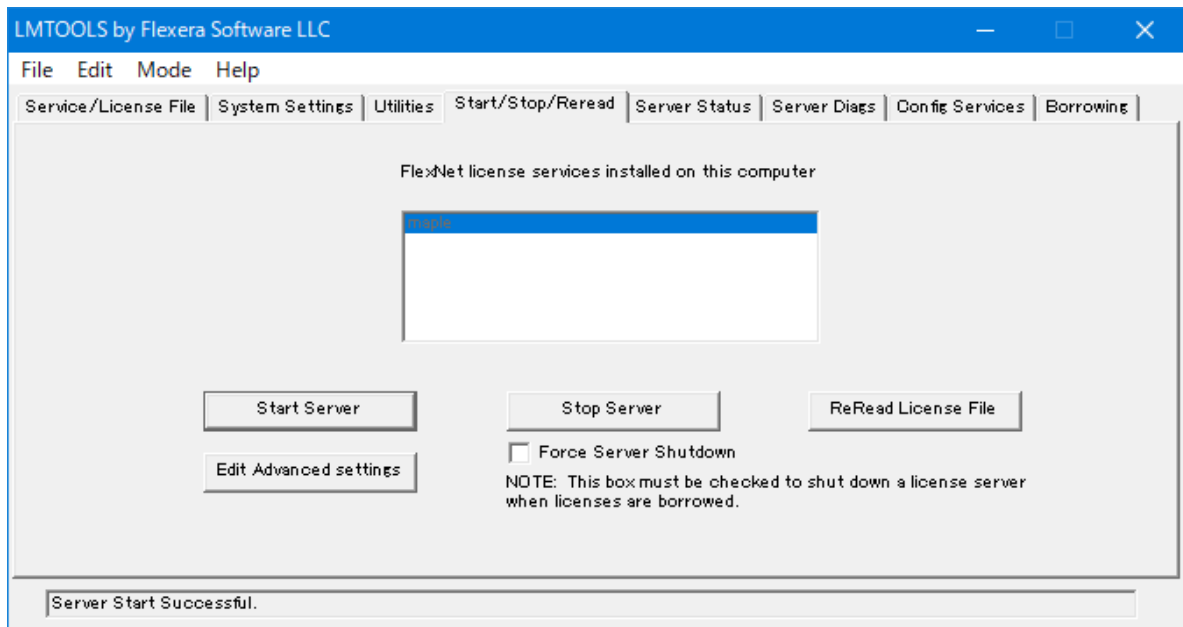 LMTOOLS by Flexera Software LLC
File Edit Mode Help
Service/License File System Settings Utilities Start/Stop/Reread Server Status Server Diags Config Services Borrowing
FlexNet license services installed on this computer
maple
Start Server Stop Server ReRead License File
Force Server Shutdown
Edit Advanced settings
NOTE: This box must be checked to shut down a license server
when licenses are borrowed.
Server Start Successful.